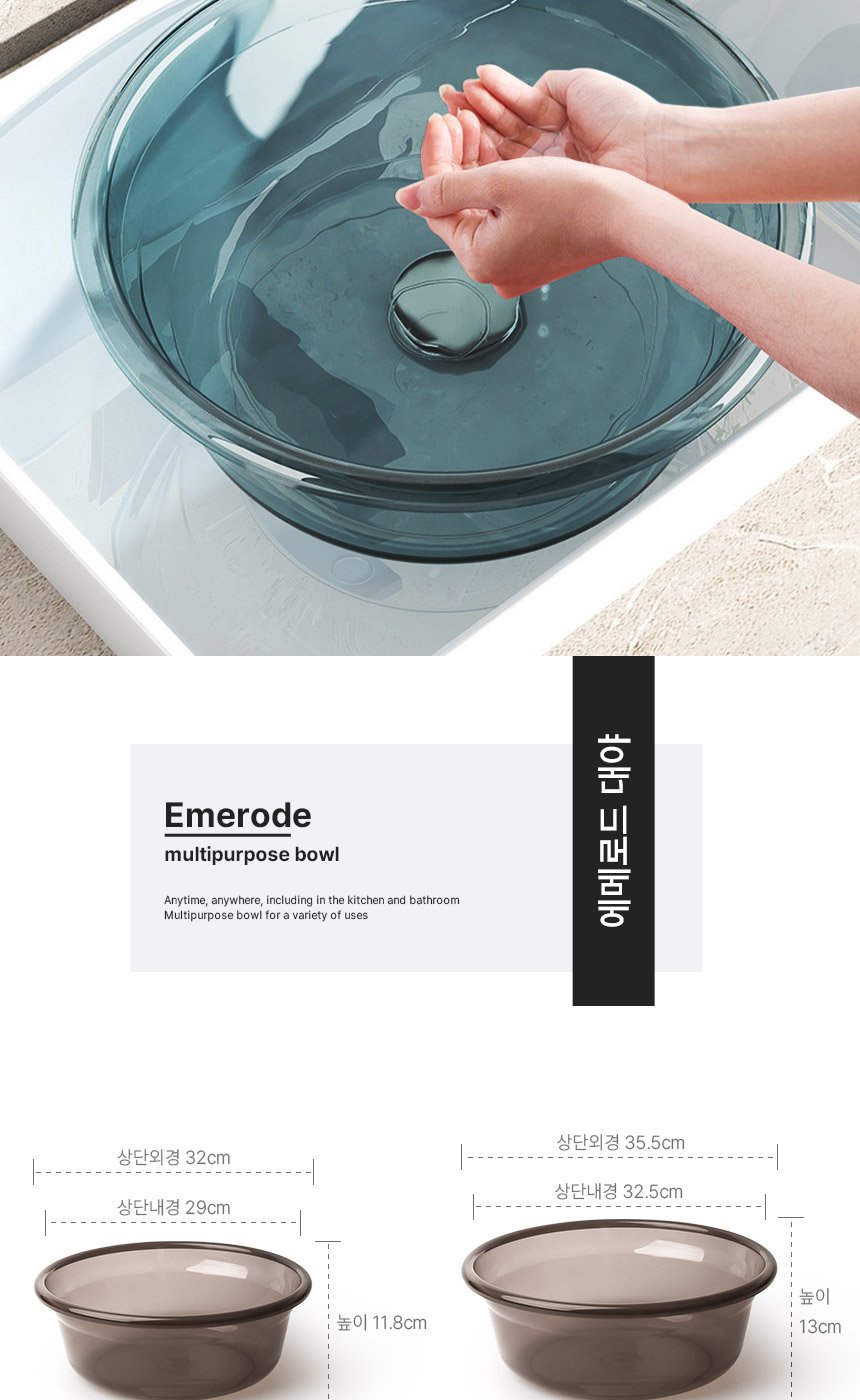 Emerode
multipurpose bowl
Anytime, anywhere, including in the kitchen and bathroom
Multipurpose bowl for a variety of uses
에메로드 대야
상단외경 32cm
상단내경 29cm
높이 11.8cm
상단외경 35.5cm
상단내경 32.5cm
높이
13cm